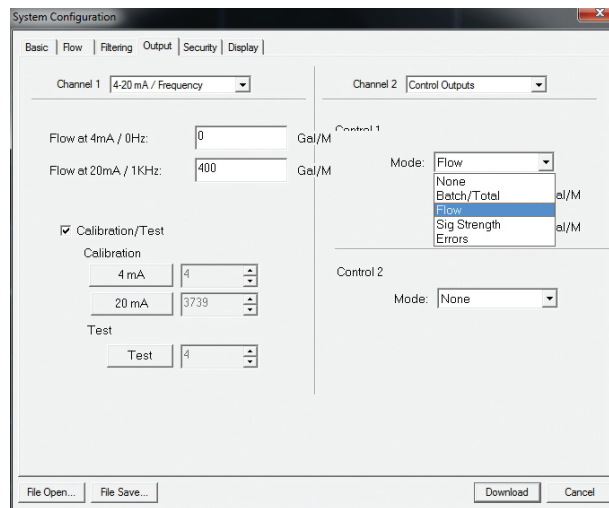 System Configuration
Basic
Flow
Filtering
Output
Security
Display
Channel 1
4-20 mA / Frequency
Flow at 4mA / 0Hz:
0
Gal/M
Flow at 20mA / 1KHz:
400
Gal/M
Calibration/Test
Calibration
4 mA
4
20 mA
3739
Test
Test
4
Channel 2
Control Outputs
Control 1
Mode:
Flow
None
Batch/Total
Flow
Sig Strength
Errors
al/M
al/M
Control 2
Mode:
None
File Open...
File Save...
Download
Cancel